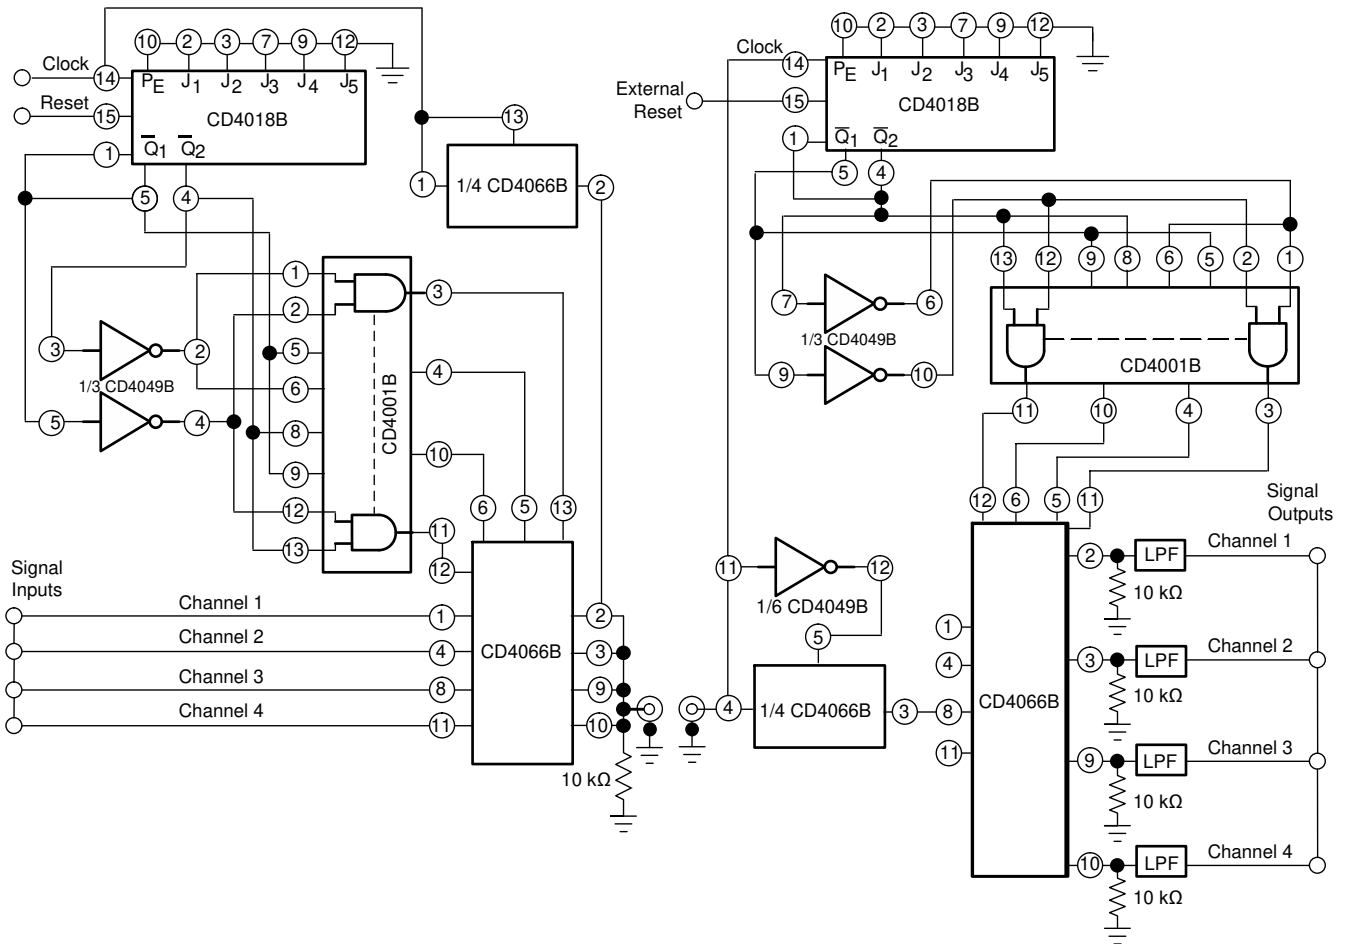 10 2 3 7 9 12
Clock 14 PE J1 J2 J3 J4 J5
Reset 15 CD4018B
1 Q̅1 Q̅2
5 4
13
1 1/4 CD4066B 2
3 2
1/3 CD4049B
5 4
1
2
5
6
8
9
12
13
CD4001B
3
4
10
11
6 5 13
12
Signal
Inputs
Channel 1 1
Channel 2 4
Channel 3 8
Channel 4 11
CD4066B
2
3
9
10
10 kΩ
10 2 3 7 9 12
Clock 14 PE J1 J2 J3 J4 J5
External
Reset 15 CD4018B
1 Q̅1 Q̅2
5 4
7 6
1/3 CD4049B
9 10
13 12 9 8 6 5 2 1
CD4001B
11 10 4 3
12 6 5 11
11 12
1/6 CD4049B
5
4 1/4 CD4066B 3
1
4
8
11
CD4066B
Signal
Outputs
2 LPF Channel 1
10 kΩ
3 LPF Channel 2
10 kΩ
9 LPF Channel 3
10 kΩ
10 LPF Channel 4
10 kΩ